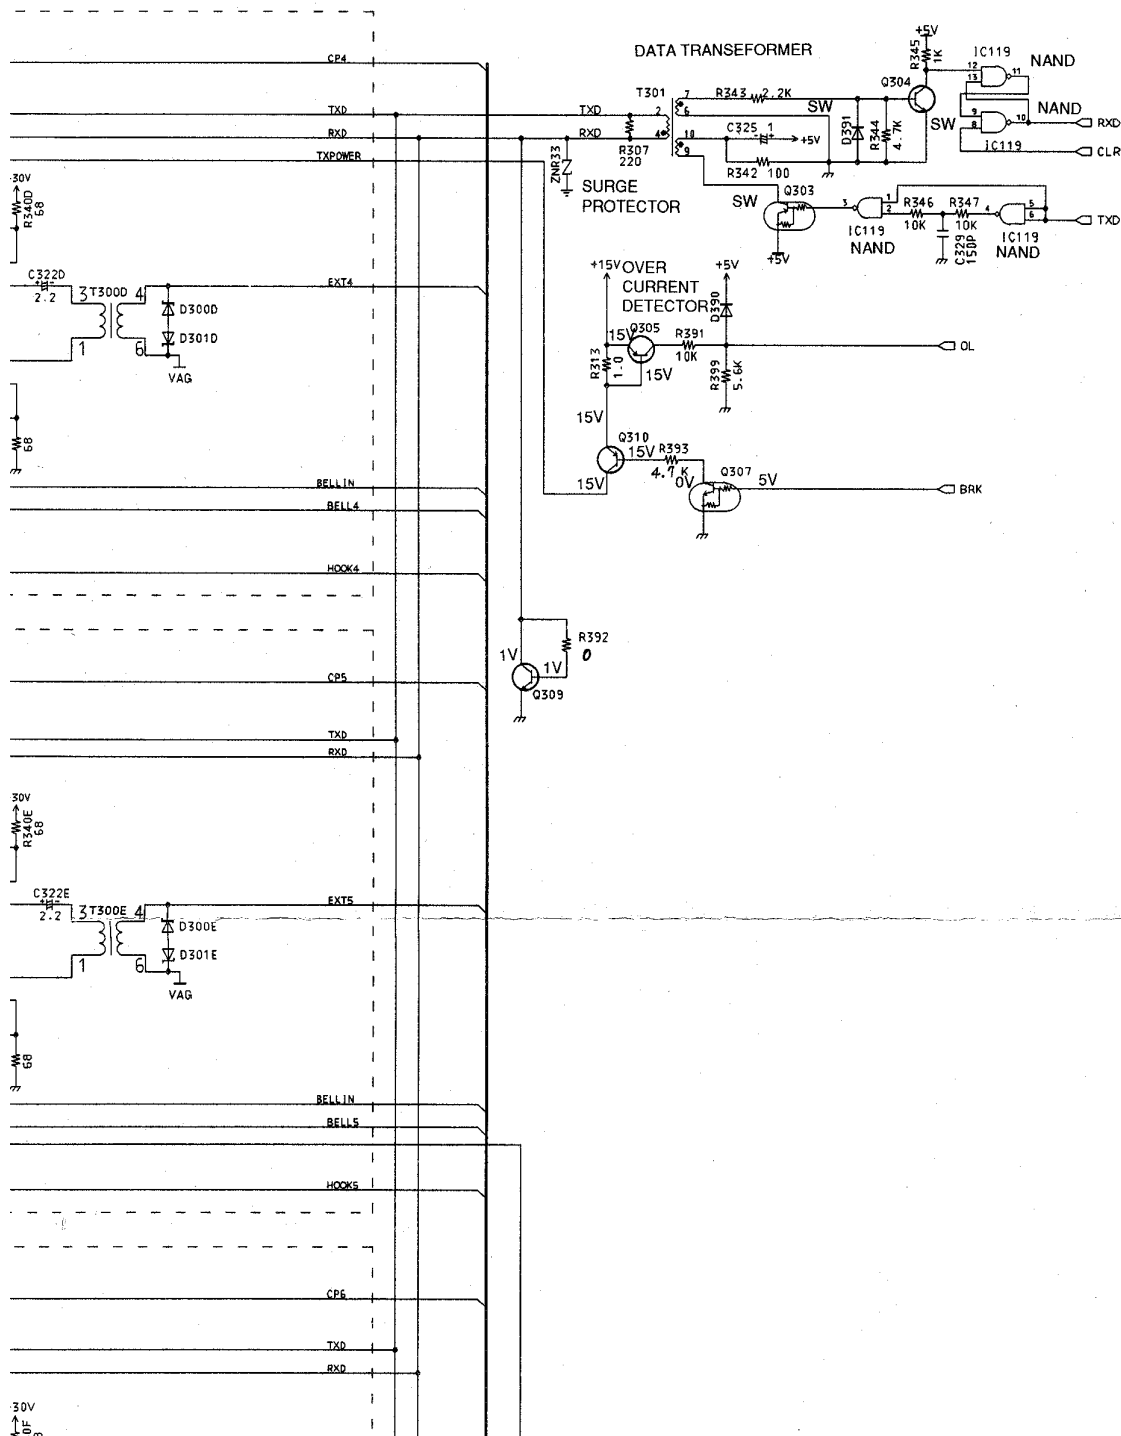 CP4
DATA TRANSEFORMER
+5V
R345
1K
IC119
NAND
12
13
11
Q304
T301
7
R343
2.2K
SW
TXD
TXD
2
6
D391
R344
4.7K
SW
NAND
9
8
10
RXD
RXD
RXD
4
10
C325
1
+5V
IC119
CLR
TXPOWER
ZNR33
R307
220
9
R342
100
-30V
R340D
68
SURGE
PROTECTOR
SW
Q303
3
1
2
R346
10K
R347
10K
4
5
6
TXD
IC119
NAND
C329
150P
IC119
NAND
+5V
C322D
2.2
3
T300D
4
EXT4
D300D
D301D
1
6
VAG
+15V
OVER
CURRENT
DETECTOR
+5V
D390
15V
Q305
R391
10K
OL
R313
1.0
15V
R399
5.6K
15V
68
Q310
15V
R393
4.7K
0V
Q307
5V
BRK
15V
BELLIN
BELL4
HOOK4
R392
0
1V
1V
Q309
CP5
TXD
RXD
-30V
R340E
68
C322E
2.2
3
T300E
4
EXT5
D300E
D301E
1
6
VAG
68
BELLIN
BELL5
HOOK5
CP6
TXD
RXD
-30V